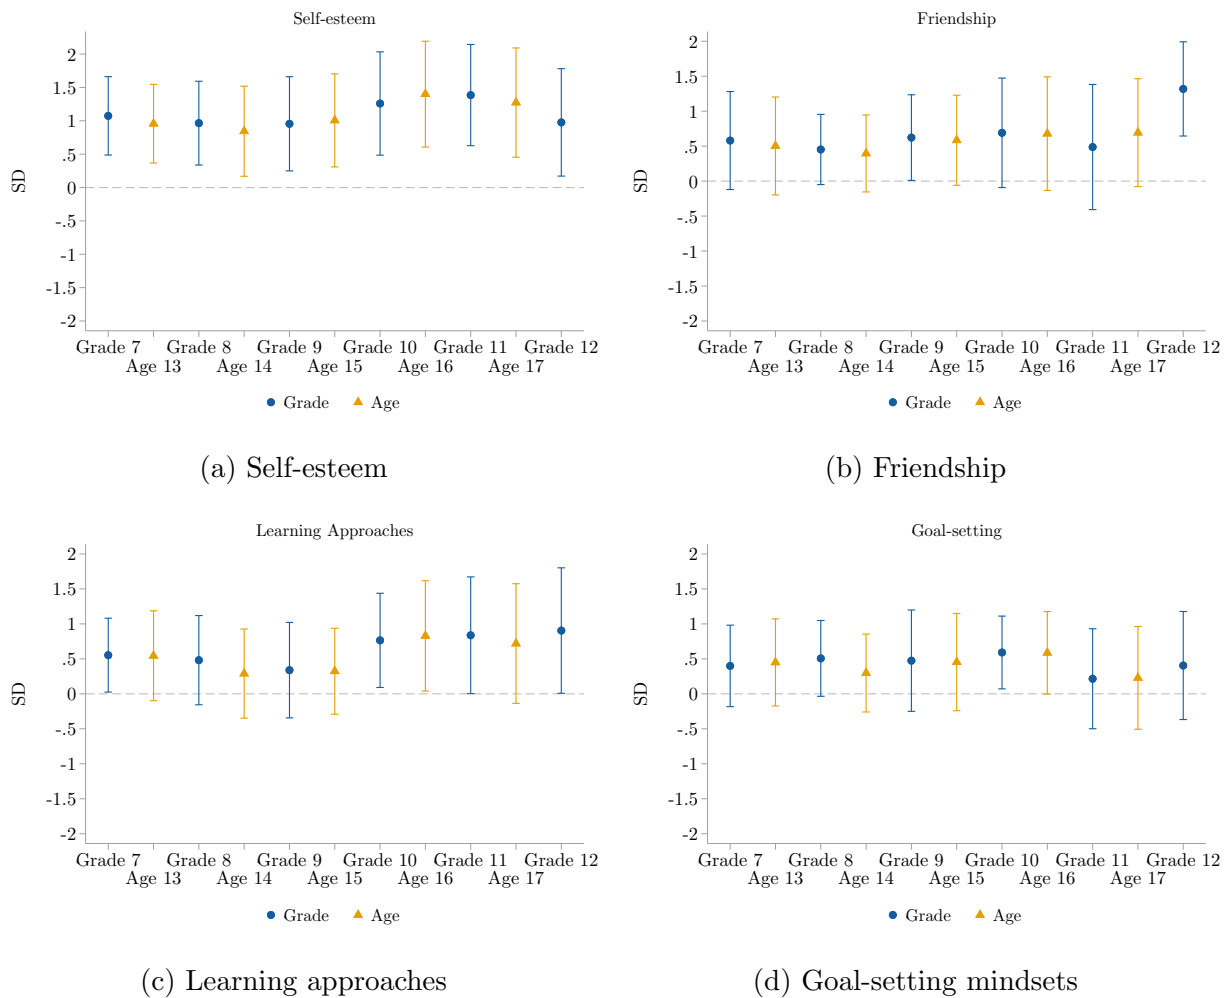 Self-esteem
2
1.5
1
.5
0
-.5
-1
-1.5
-2
SD
Grade 7 Grade 8 Grade 9 Grade 10 Grade 11 Grade 12
Age 13 Age 14 Age 15 Age 16 Age 17
Grade Age
(a) Self-esteem
Friendship
2
1.5
1
.5
0
-.5
-1
-1.5
-2
SD
Grade 7 Grade 8 Grade 9 Grade 10 Grade 11 Grade 12
Age 13 Age 14 Age 15 Age 16 Age 17
Grade Age
(b) Friendship
Learning Approaches
2
1.5
1
.5
0
-.5
-1
-1.5
-2
SD
Grade 7 Grade 8 Grade 9 Grade 10 Grade 11 Grade 12
Age 13 Age 14 Age 15 Age 16 Age 17
Grade Age
(c) Learning approaches
Goal-setting
2
1.5
1
.5
0
-.5
-1
-1.5
-2
SD
Grade 7 Grade 8 Grade 9 Grade 10 Grade 11 Grade 12
Age 13 Age 14 Age 15 Age 16 Age 17
Grade Age
(d) Goal-setting mindsets